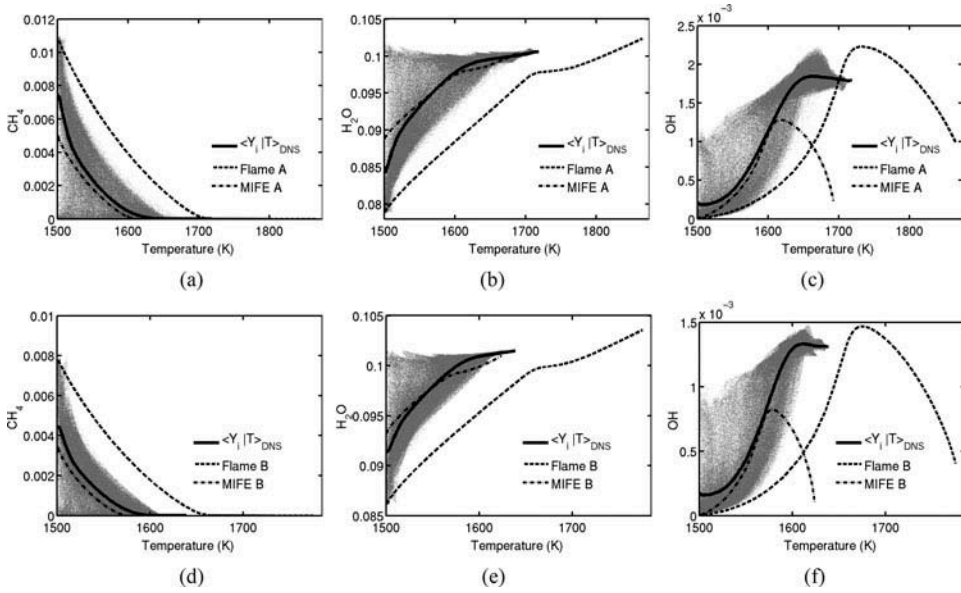 0.012
0.01
0.008
0.006
0.004
0.002
0
CH4
1500 1600 1700 1800
Temperature (K)
<Yi |T>DNS
Flame A
MIFE A
(a)
0.105
0.1
0.095
0.09
0.085
0.08
H2O
1500 1600 1700 1800
Temperature (K)
<Yi |T>DNS
Flame A
MIFE A
(b)
x 10−3
2.5
2
1.5
1
0.5
0
OH
1500 1600 1700 1800
Temperature (K)
<Yi |T>DNS
Flame A
MIFE A
(c)
0.01
0.008
0.006
0.004
0.002
0
CH4
1500 1600 1700
Temperature (K)
<Yi |T>DNS
Flame B
MIFE B
(d)
0.105
0.1
0.095
0.09
0.085
H2O
1500 1600 1700
Temperature (K)
<Yi |T>DNS
Flame B
MIFE B
(e)
x 10−3
1.5
1
0.5
0
OH
1500 1600 1700
Temperature (K)
<Yi |T>DNS
Flame B
MIFE B
(f)